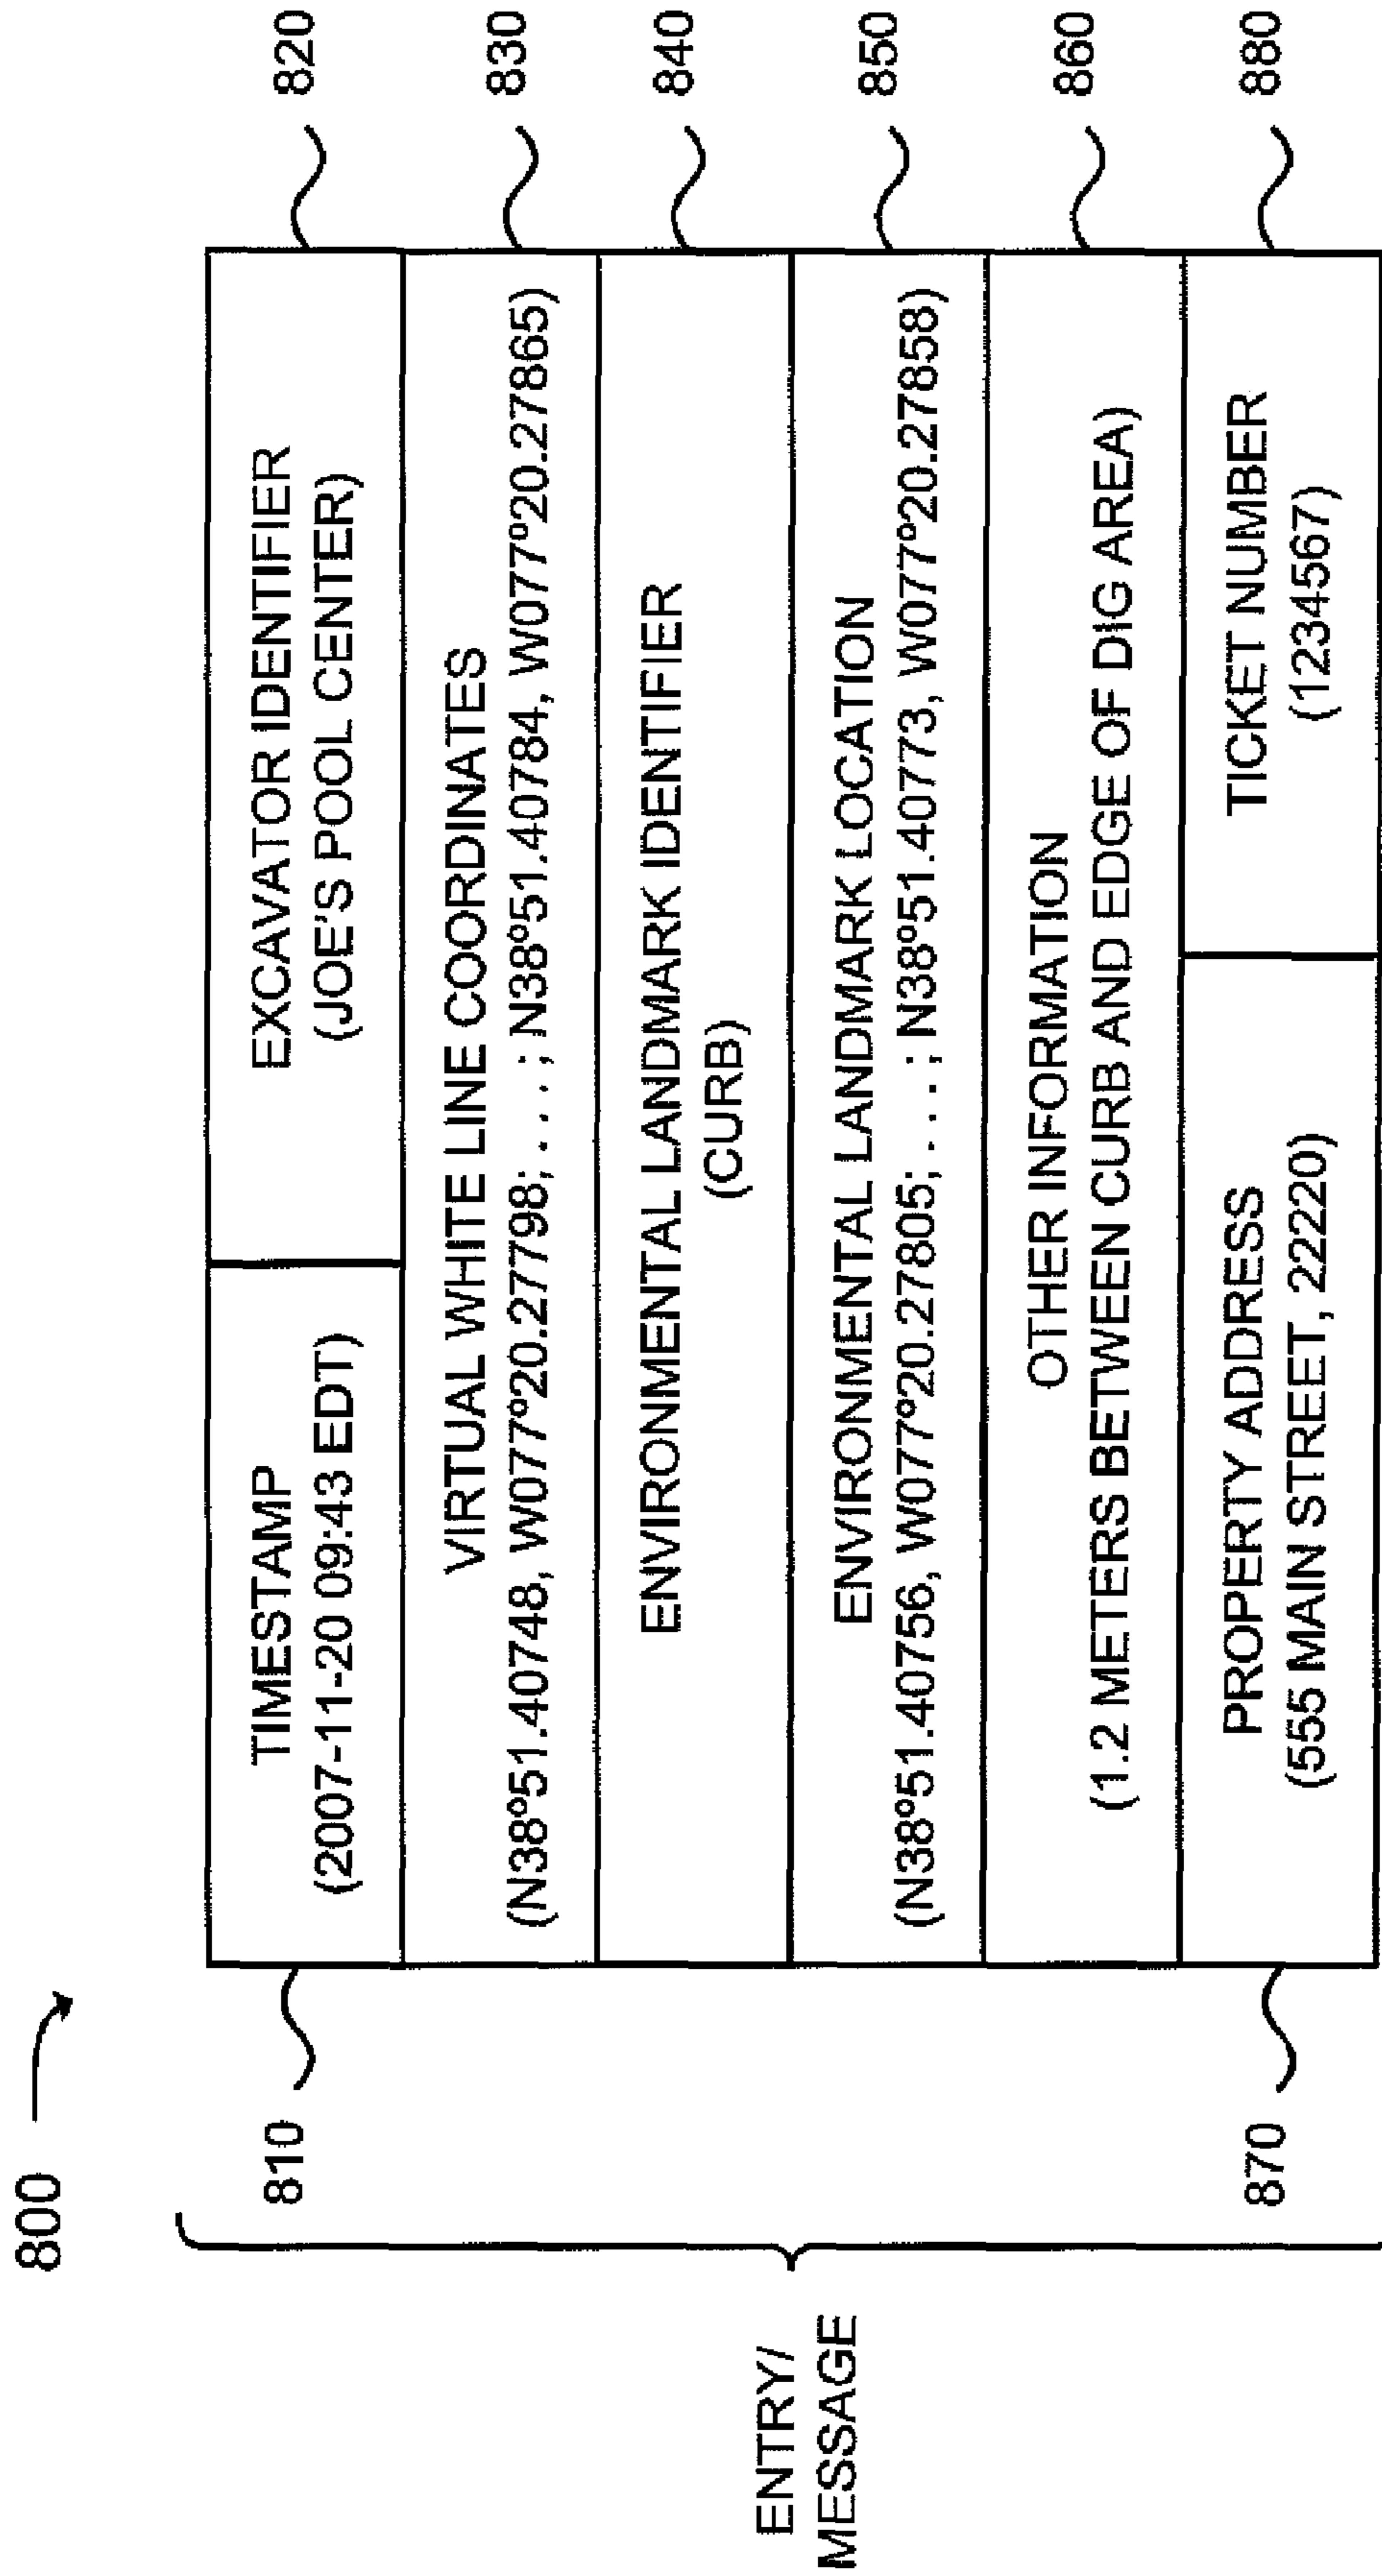 800
ENTRY/
MESSAGE
810
TIMESTAMP
(2007-11-20 09:43 EDT)
EXCAVATOR IDENTIFIER
(JOE'S POOL CENTER)
820
VIRTUAL WHITE LINE COORDINATES
(N38°51.40748, W077°20.27798; . . . ; N38°51.40784, W077°20.27865)
830
ENVIRONMENTAL LANDMARK IDENTIFIER
(CURB)
840
ENVIRONMENTAL LANDMARK LOCATION
(N38°51.40756, W077°20.27805; . . . ; N38°51.40773, W077°20.27858)
850
OTHER INFORMATION
(1.2 METERS BETWEEN CURB AND EDGE OF DIG AREA)
860
870
PROPERTY ADDRESS
(555 MAIN STREET, 22220)
TICKET NUMBER
(1234567)
880